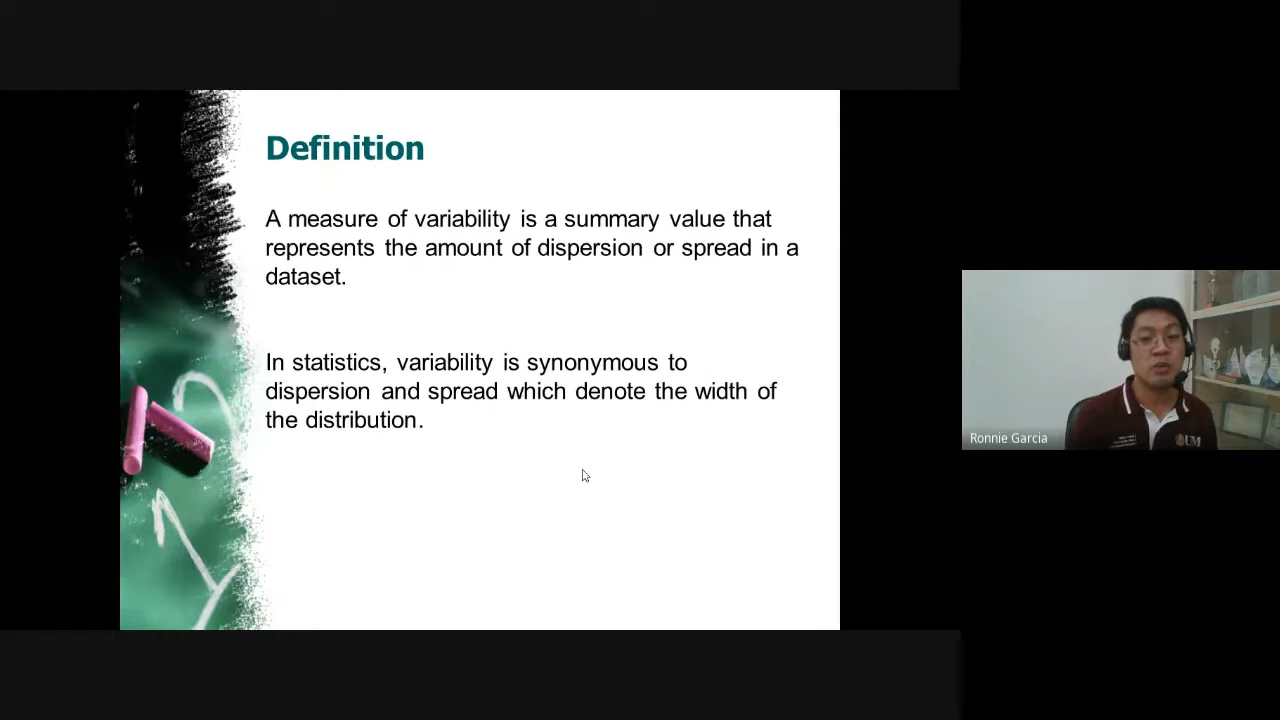 Definition
A measure of variability is a summary value that
represents the amount of dispersion or spread in a
dataset.
In statistics, variability is synonymous to
dispersion and spread which denote the width of
the distribution.
Ronnie Garcia
UM